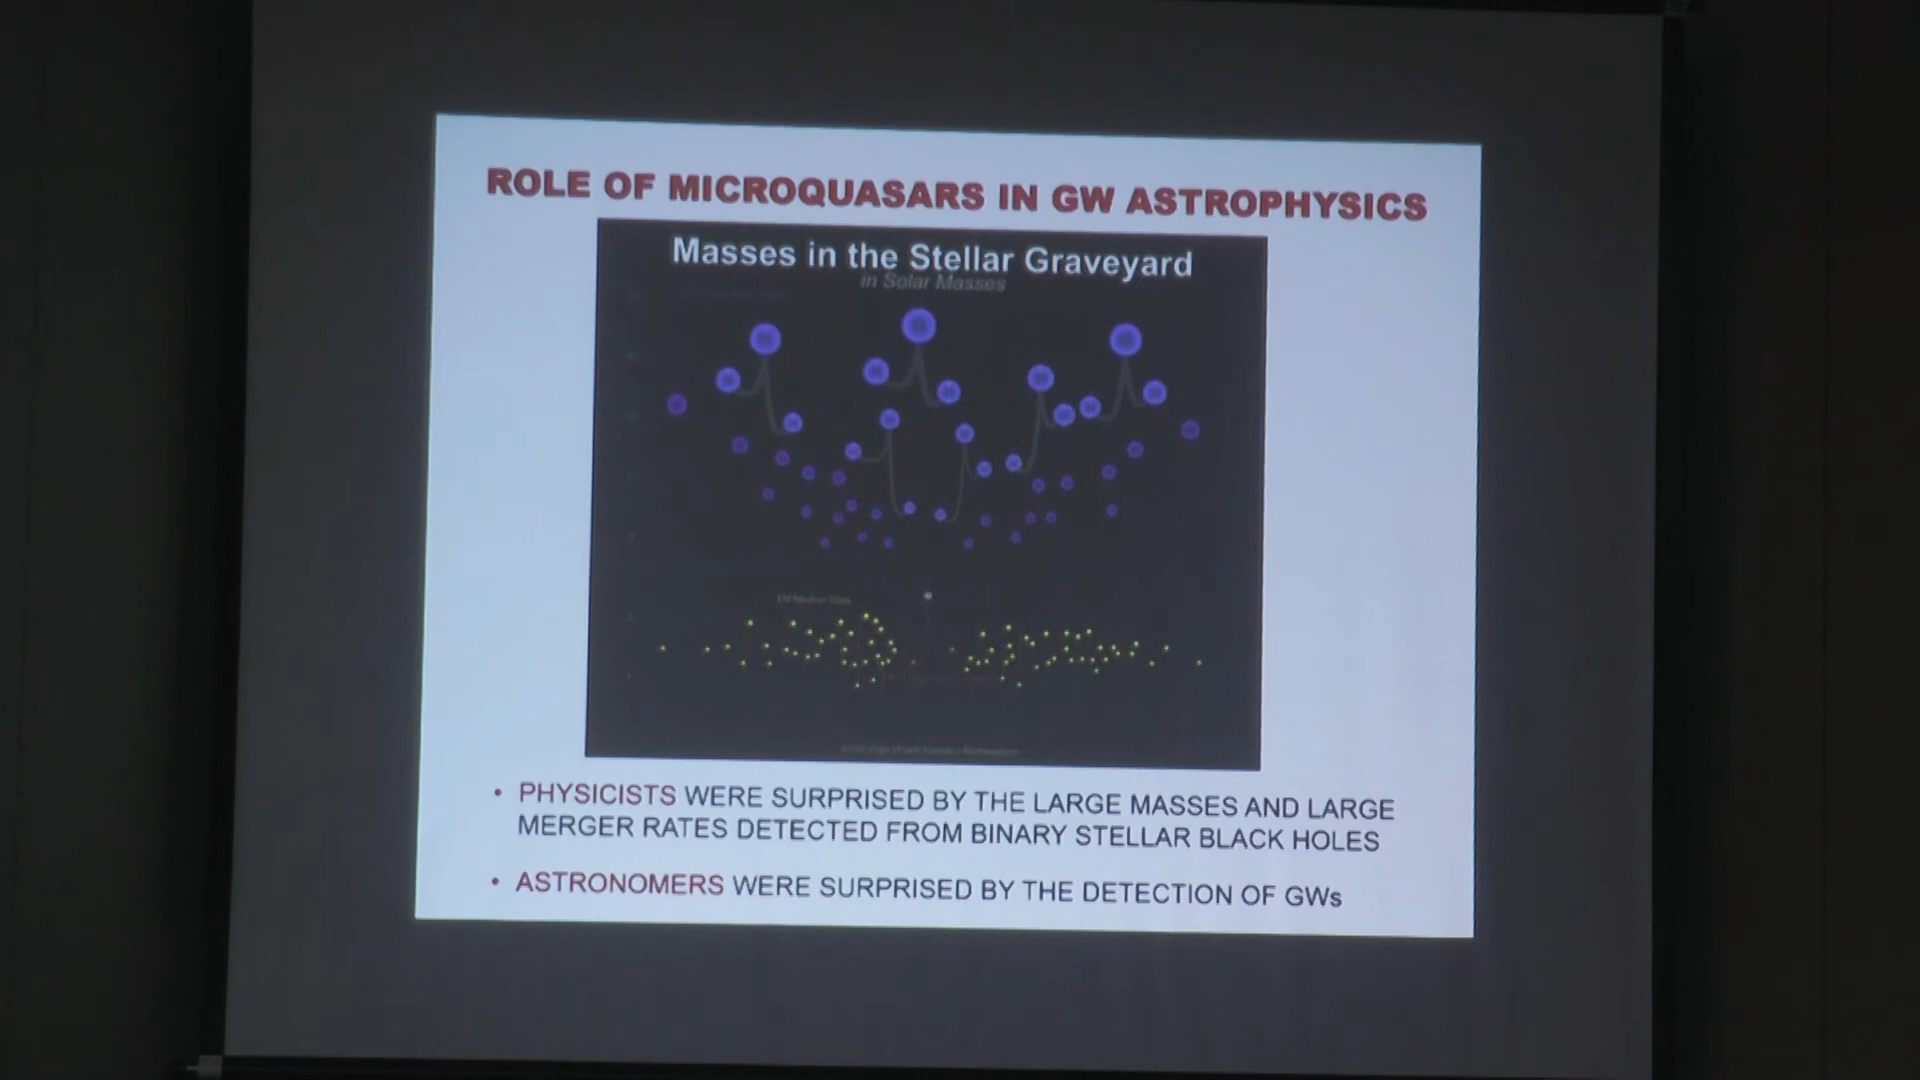 ROLE OF MICROQUASARS IN GW ASTROPHYSICS
Masses in the Stellar Graveyard
in Solar Masses
• PHYSICISTS WERE SURPRISED BY THE LARGE MASSES AND LARGE
MERGER RATES DETECTED FROM BINARY STELLAR BLACK HOLES
• ASTRONOMERS WERE SURPRISED BY THE DETECTION OF GWs